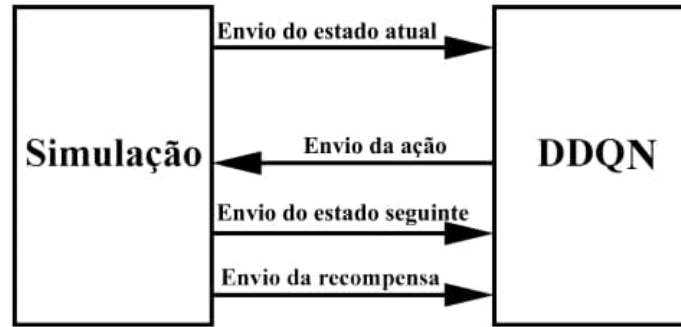 Envio do estado atual
Simulação
Envio da ação
DDQN
Envio do estado seguinte
Envio da recompensa